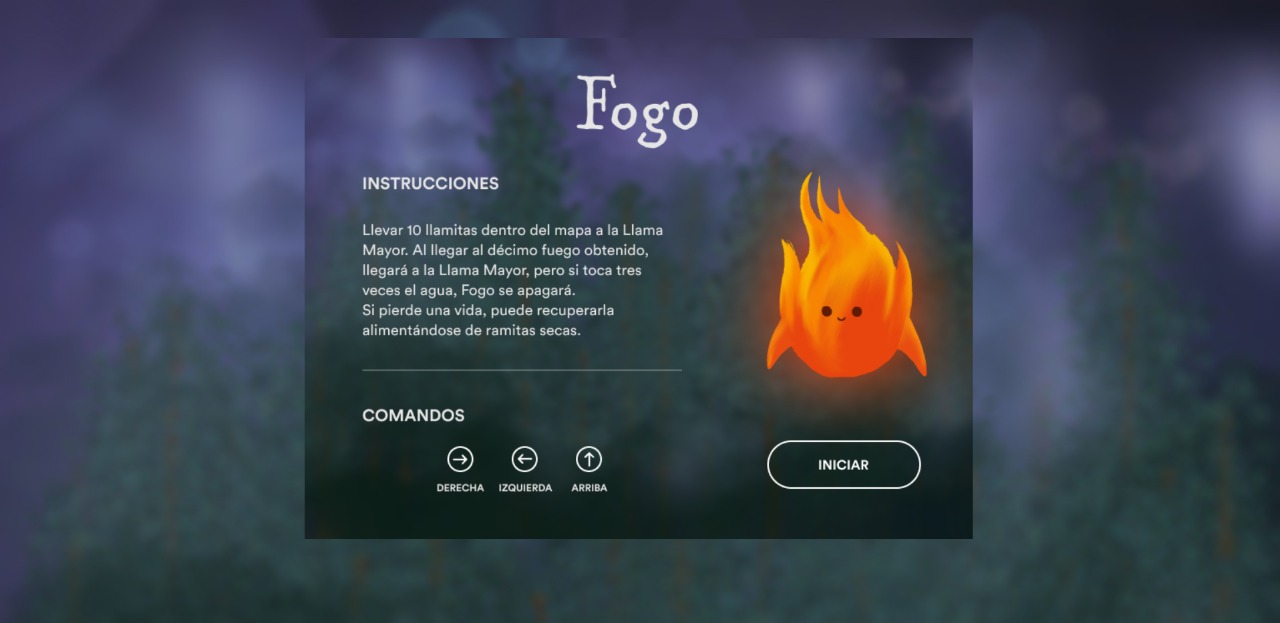 Fogo
INSTRUCCIONES
Llevar 10 llamitas dentro del mapa a la Llama
Mayor. Al llegar al décimo fuego obtenido,
llegará a la Llama Mayor, pero si toca tres
veces el agua, Fogo se apagará.
Si pierde una vida, puede recuperarla
alimentándose de ramitas secas.
COMANDOS
DERECHA IZQUIERDA ARRIBA
INICIAR